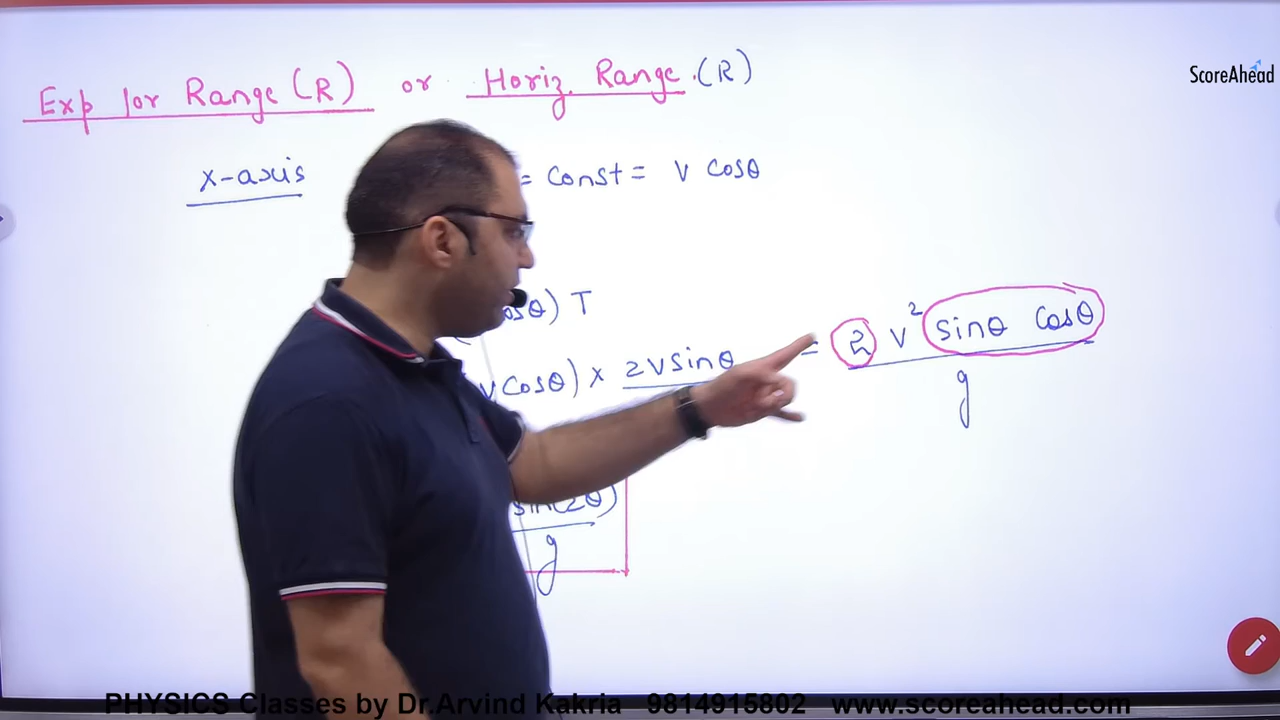 ScoreAhead
Exp for Range (R) or Horiz. Range (R)
x-axis = Const = v Cosθ
osθ) T
v Cosθ) × 2v sinθ
= 2 v² sinθ Cosθ
g
sin(2θ)
g
PHYSICS Classes by Dr.Arvind Kakria 9814915802 www.scoreahead.com